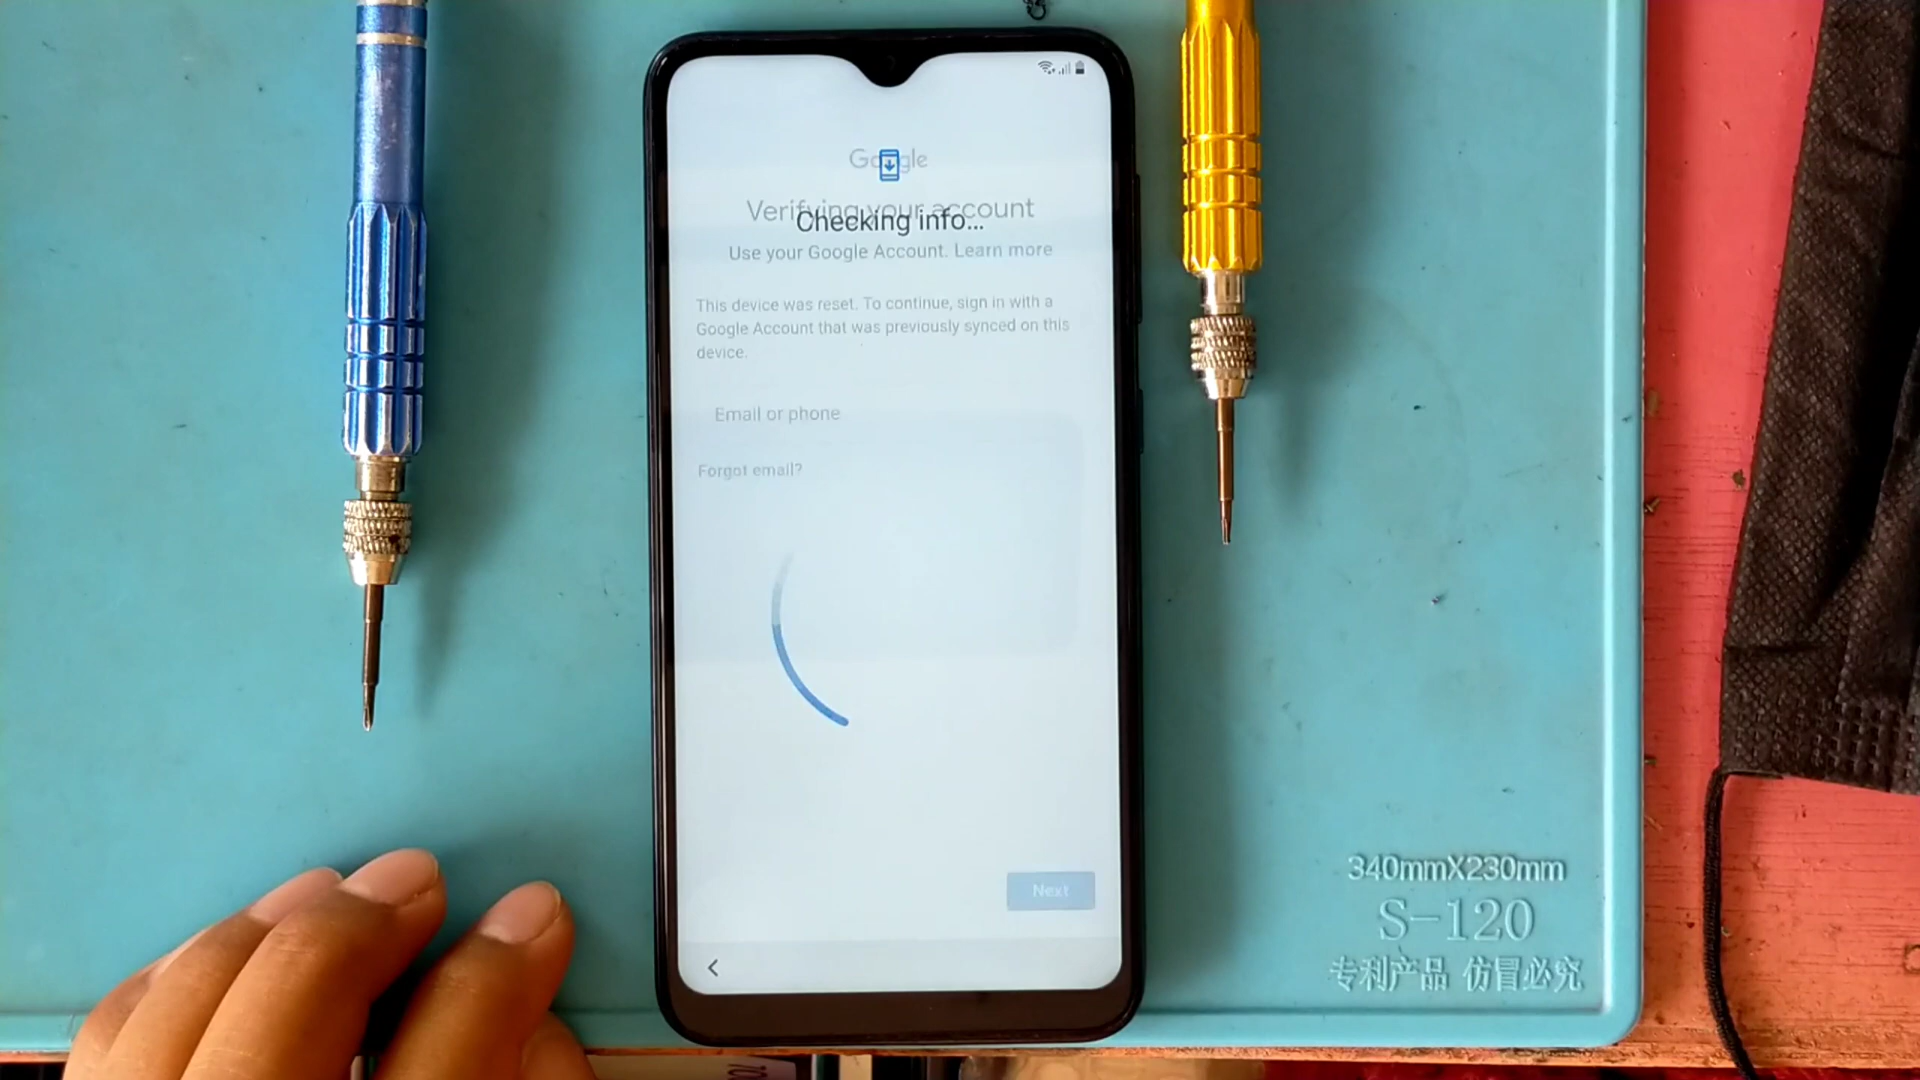 Google
Verifying your account
Checking info...
Use your Google Account. Learn more
This device was reset. To continue, sign in with a
Google Account that was previously synced on this
device.
Email or phone
Forgot email?
Next
340mmX230mm
S-120
专利产品 仿冒必究